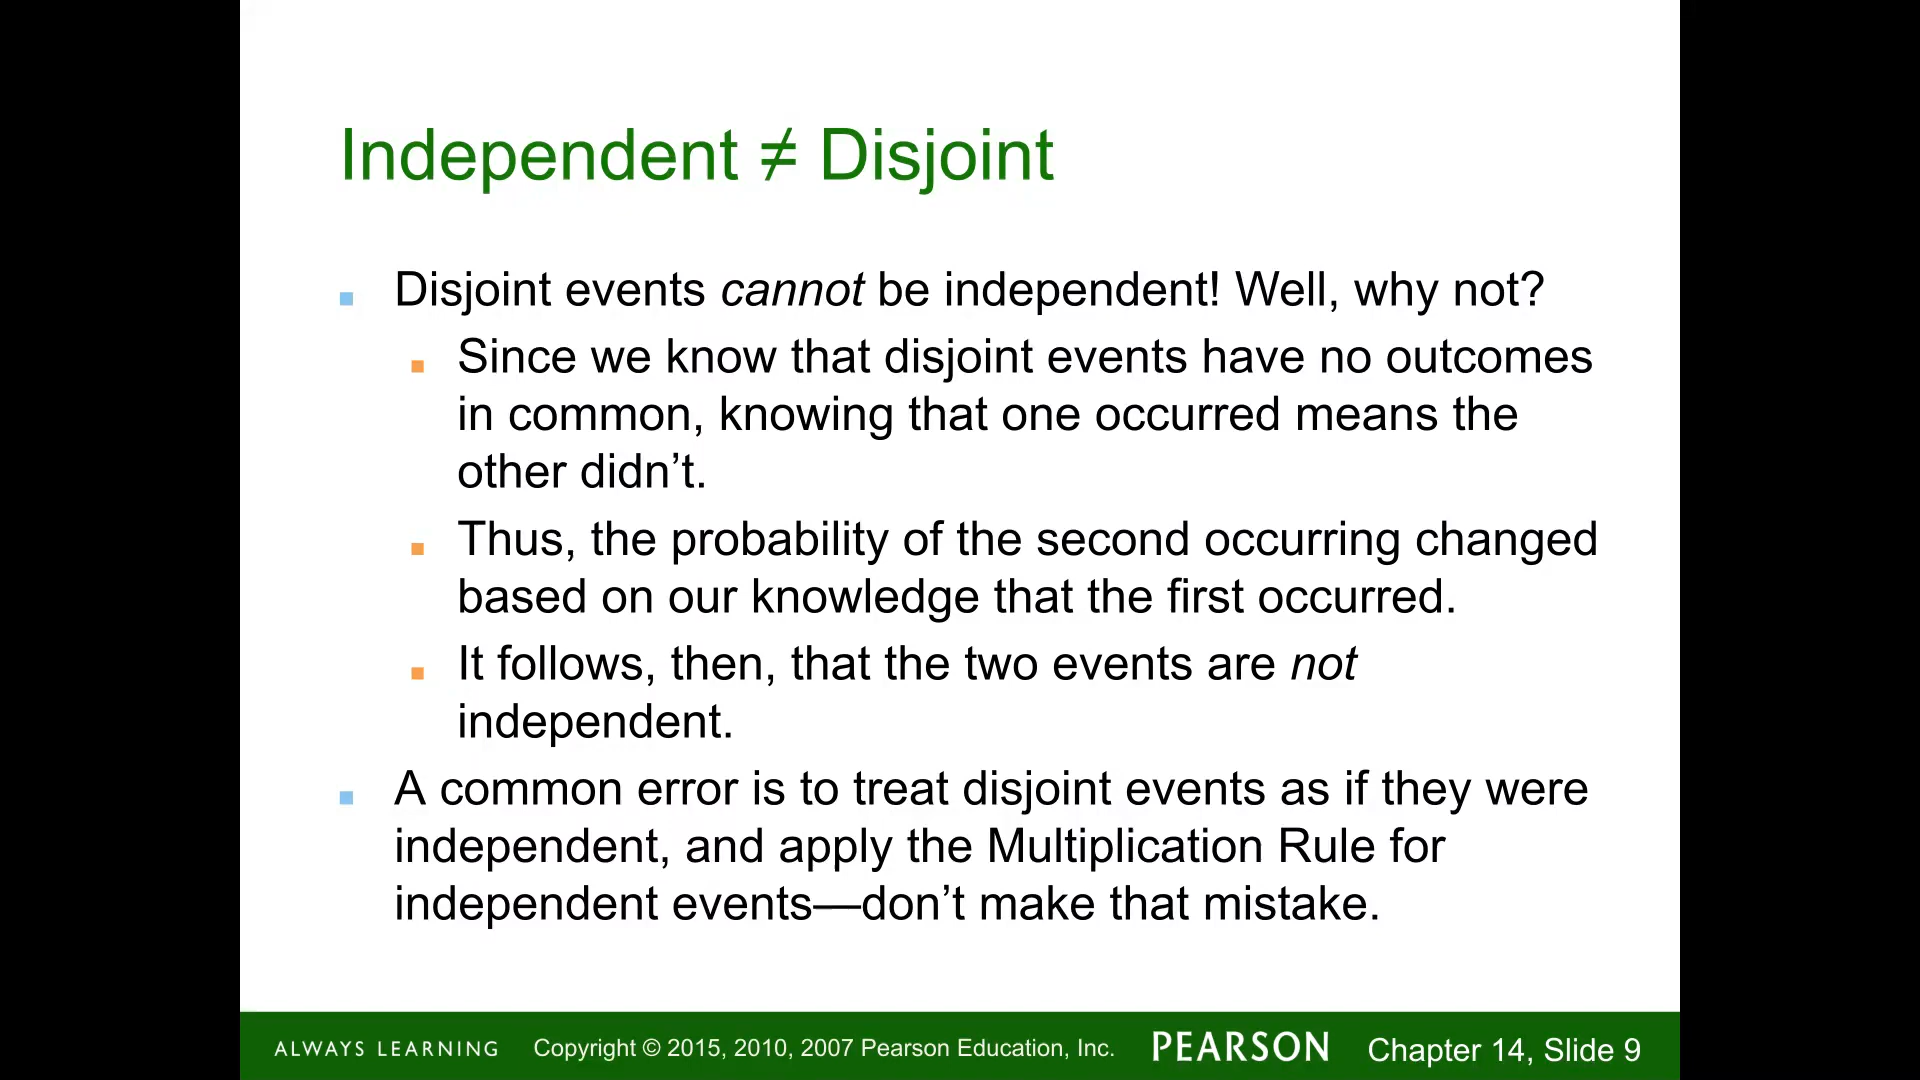 Independent ≠ Disjoint
Disjoint events cannot be independent! Well, why not?
Since we know that disjoint events have no outcomes
in common, knowing that one occurred means the
other didn’t.
Thus, the probability of the second occurring changed
based on our knowledge that the first occurred.
It follows, then, that the two events are not
independent.
A common error is to treat disjoint events as if they were
independent, and apply the Multiplication Rule for
independent events—don’t make that mistake.
ALWAYS LEARNING Copyright © 2015, 2010, 2007 Pearson Education, Inc. PEARSON Chapter 14, Slide 9